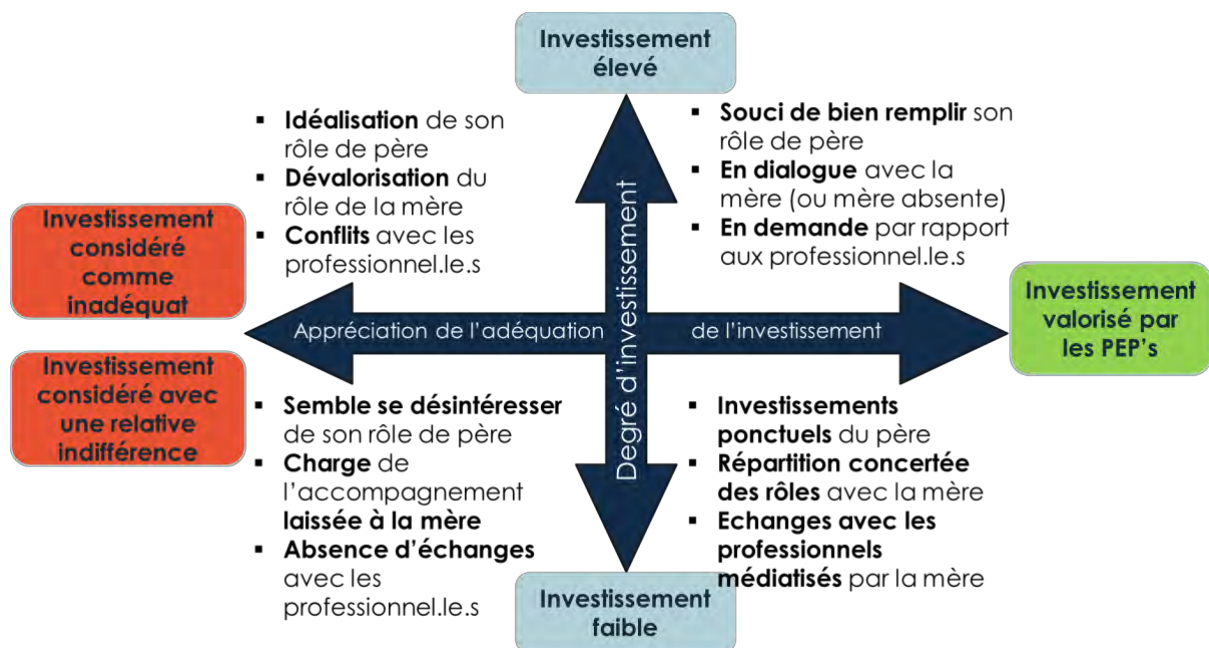 Investissement
élevé
▪ Idéalisation de son
rôle de père
▪ Dévalorisation du
rôle de la mère
▪ Conflits avec les
professionnel.le.s
▪ Souci de bien remplir son
rôle de père
▪ En dialogue avec la
mère (ou mère absente)
▪ En demande par rapport
aux professionnel.le.s
Investissement
considéré
comme
inadéquat
Appréciation de l'adéquation
de l'investissement
Degré d'investissement
Investissement
valorisé par
les PEP's
Investissement
considéré avec
une relative
indifférence
▪ Semble se désintéresser
de son rôle de père
▪ Charge de
l'accompagnement
laissée à la mère
▪ Absence d'échanges
avec les
professionnel.le.s
▪ Investissements
ponctuels du père
▪ Répartition concertée
des rôles avec la mère
▪ Echanges avec les
professionnels
médiatisés par la mère
Investissement
faible